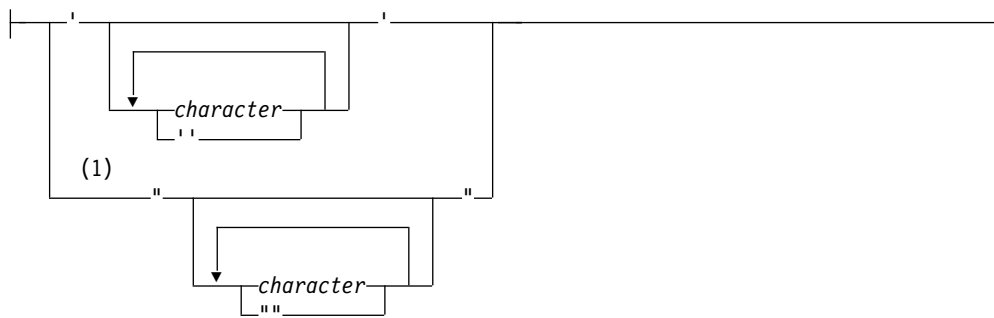 ' '
character
''
(1)
" "
character
""